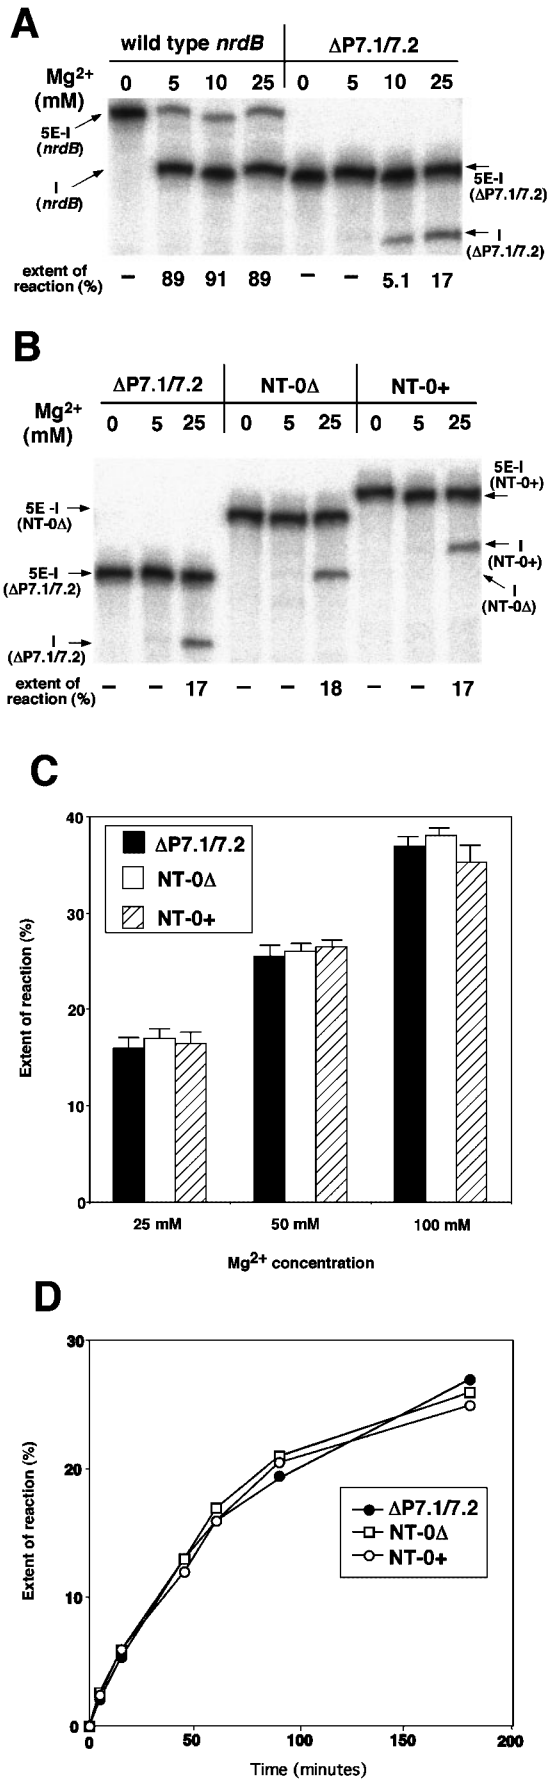 A
wild type nrdB ΔP7.1/7.2
Mg2+ (mM) 0 5 10 25 0 5 10 25
5E-I (nrdB)
I (nrdB)
5E-I (ΔP7.1/7.2)
I (ΔP7.1/7.2)
extent of reaction (%) – 89 91 89 – – 5.1 17
B
ΔP7.1/7.2 NT-0Δ NT-0+
Mg2+ (mM) 0 5 25 0 5 25 0 5 25
5E -I (NT-0Δ)
5E-I (ΔP7.1/7.2)
I (ΔP7.1/7.2)
5E-I (NT-0+)
I (NT-0+)
I (NT-0Δ)
extent of reaction (%) – – 17 – – 18 – – 17
C
40
30
20
10
0
Extent of reaction (%)
ΔP7.1/7.2
NT-0Δ
NT-0+
25 mM 50 mM 100 mM
Mg2+ concentration
D
30
20
10
0
Extent of reaction (%)
ΔP7.1/7.2
NT-0Δ
NT-0+
0 50 100 150 200
Time (minutes)